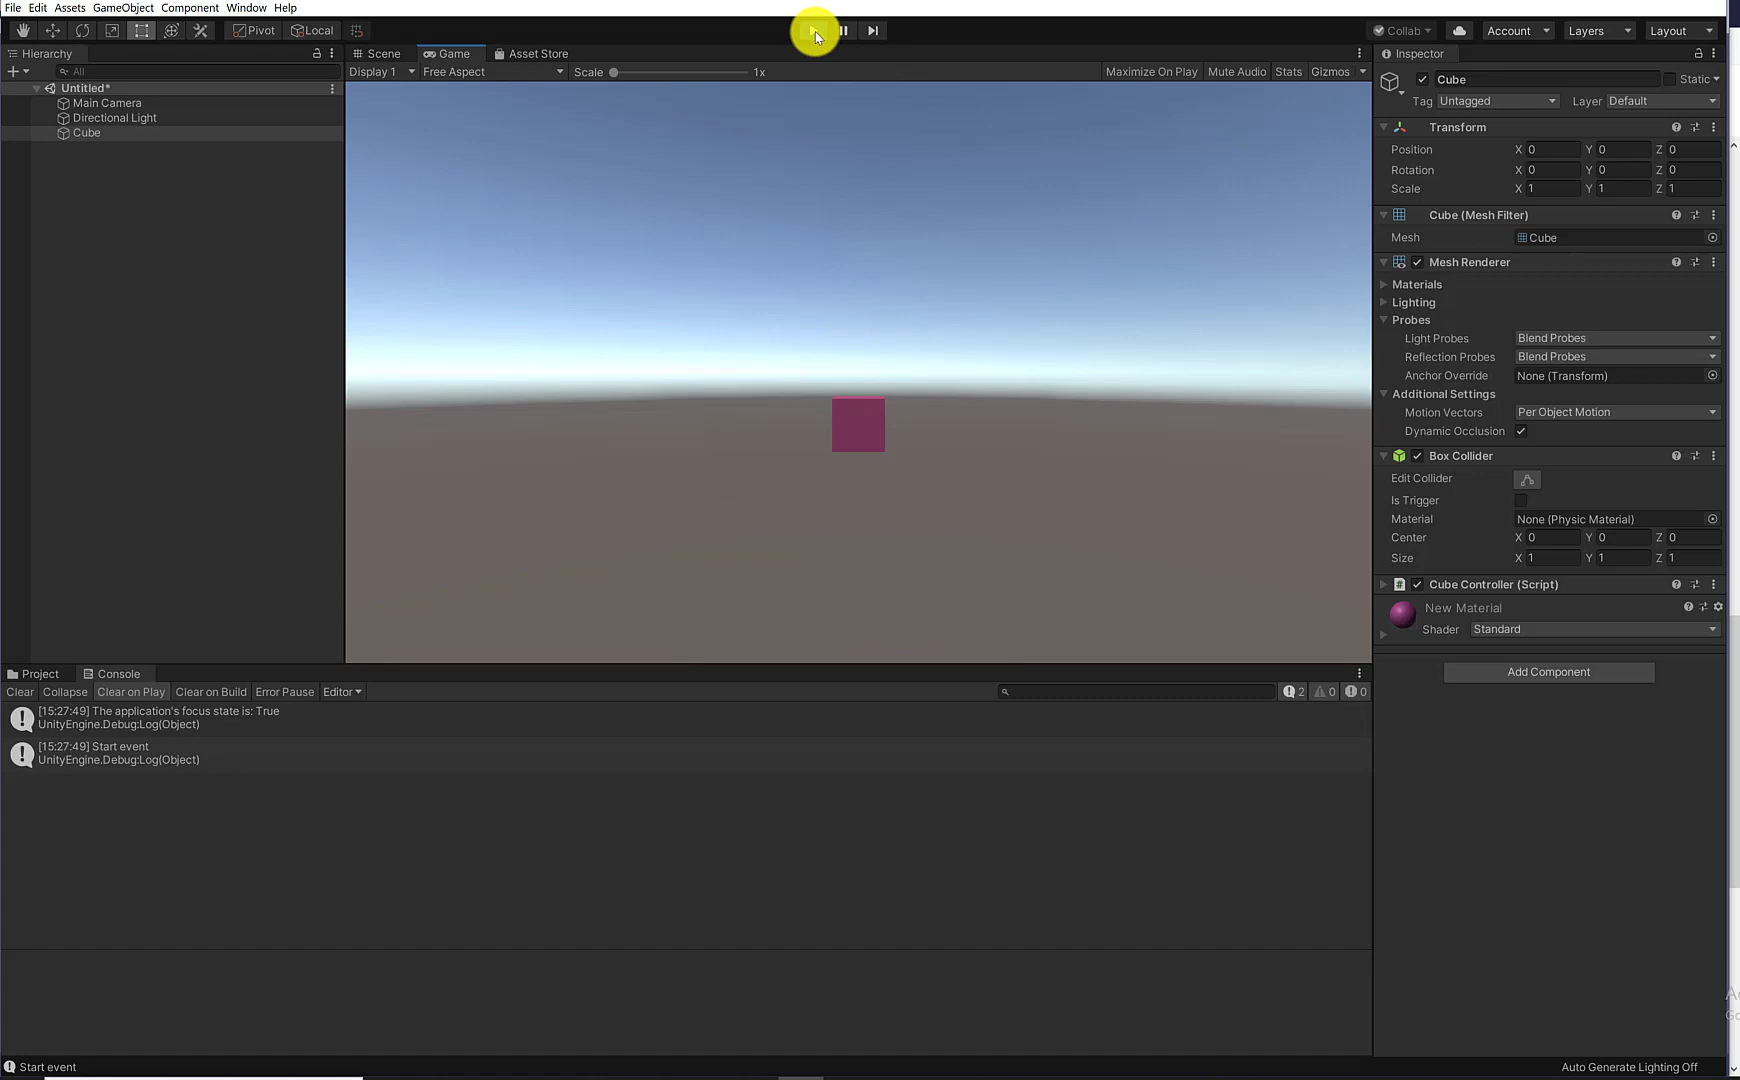 File Edit Assets GameObject Component Window Help
Pivot Local Collab Account Layers Layout
Hierarchy
All
Untitled*
Main Camera
Directional Light
Cube
Scene Game Asset Store
Display 1 Free Aspect Scale 1x Maximize On Play Mute Audio Stats Gizmos
Inspector
Cube Static
Tag Untagged Layer Default
Transform
Position X 0 Y 0 Z 0
Rotation X 0 Y 0 Z 0
Scale X 1 Y 1 Z 1
Cube (Mesh Filter)
Mesh Cube
Mesh Renderer
Materials
Lighting
Probes
Light Probes Blend Probes
Reflection Probes Blend Probes
Anchor Override None (Transform)
Additional Settings
Motion Vectors Per Object Motion
Dynamic Occlusion
Box Collider
Edit Collider
Is Trigger
Material None (Physic Material)
Center X 0 Y 0 Z 0
Size X 1 Y 1 Z 1
# Cube Controller (Script)
New Material
Shader Standard
Add Component
Project Console
Clear Collapse Clear on Play Clear on Build Error Pause Editor 2 0 0
[15:27:49] The application's focus state is: True
UnityEngine.Debug:Log(Object)
[15:27:49] Start event
UnityEngine.Debug:Log(Object)
Start event
Auto Generate Lighting Off